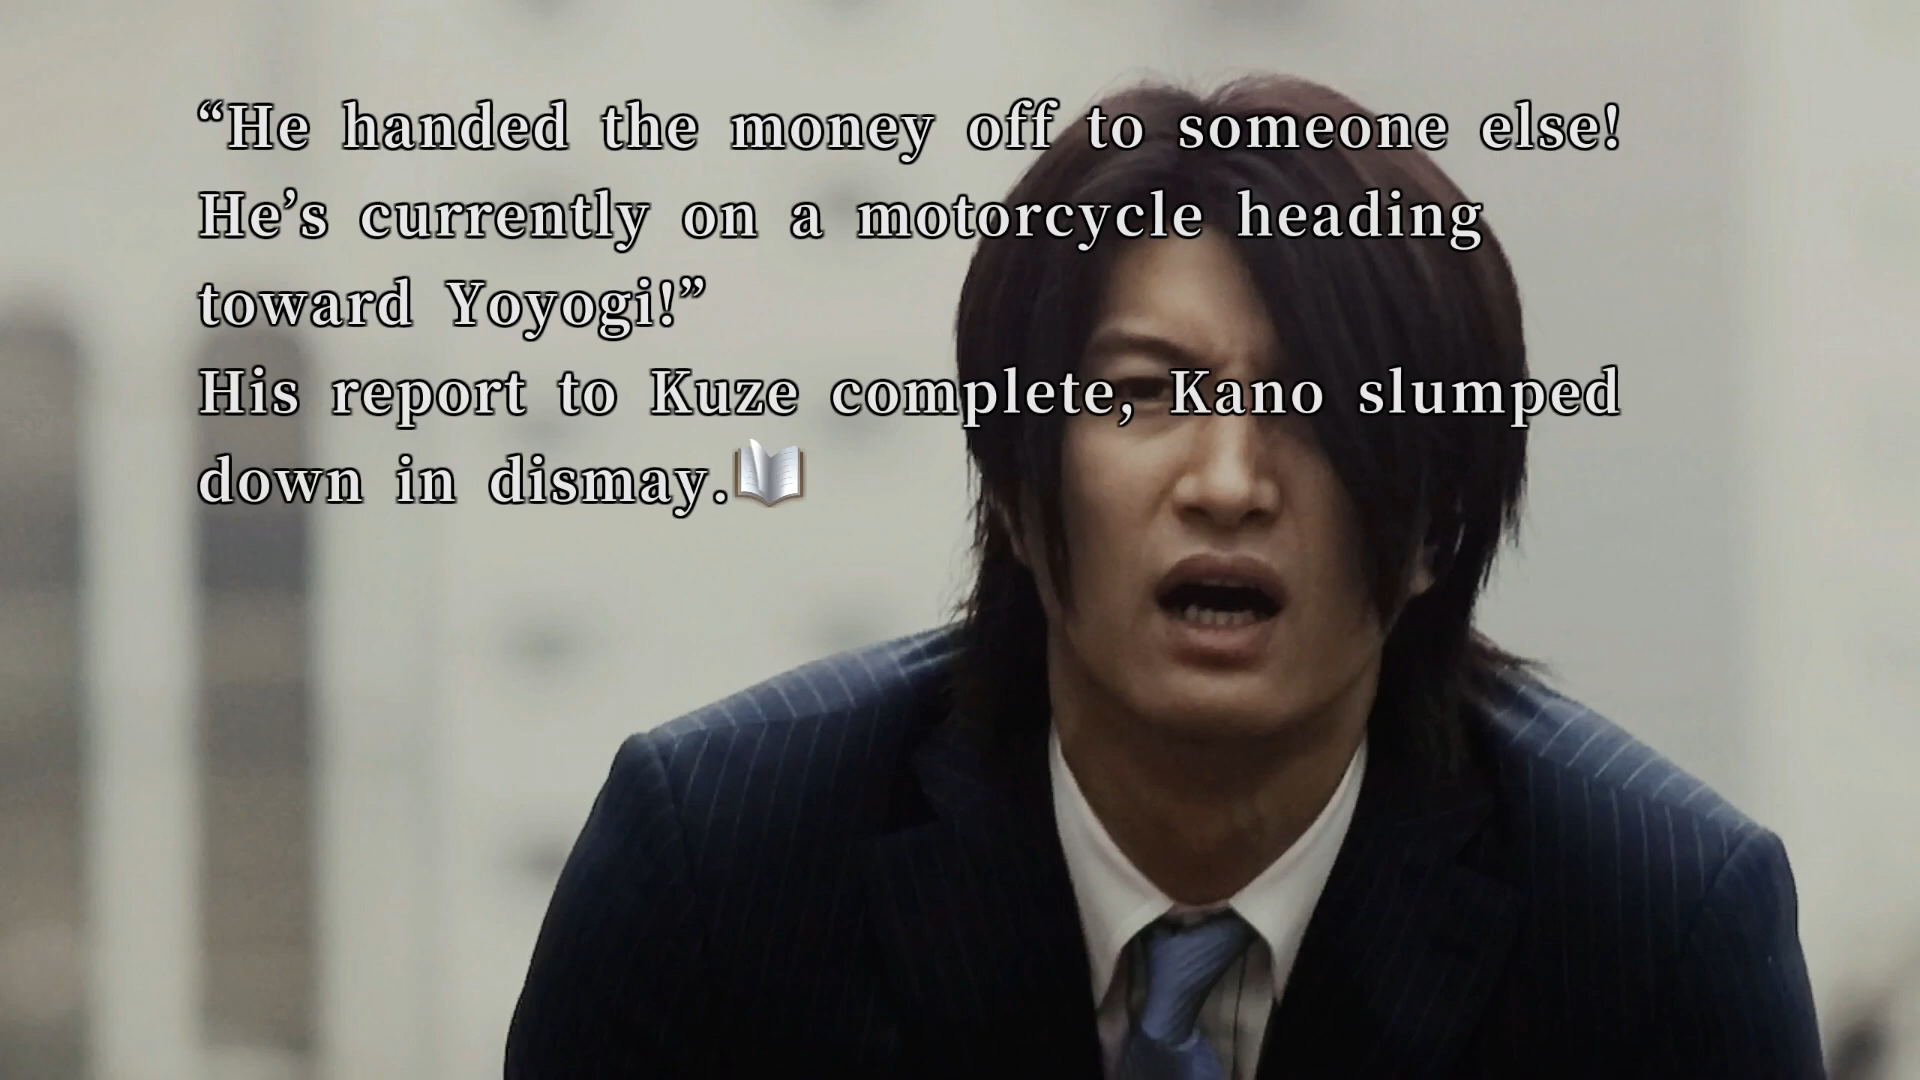 “He handed the money off to someone else!
He’s currently on a motorcycle heading
toward Yoyogi!”
His report to Kuze complete, Kano slumped
down in dismay.